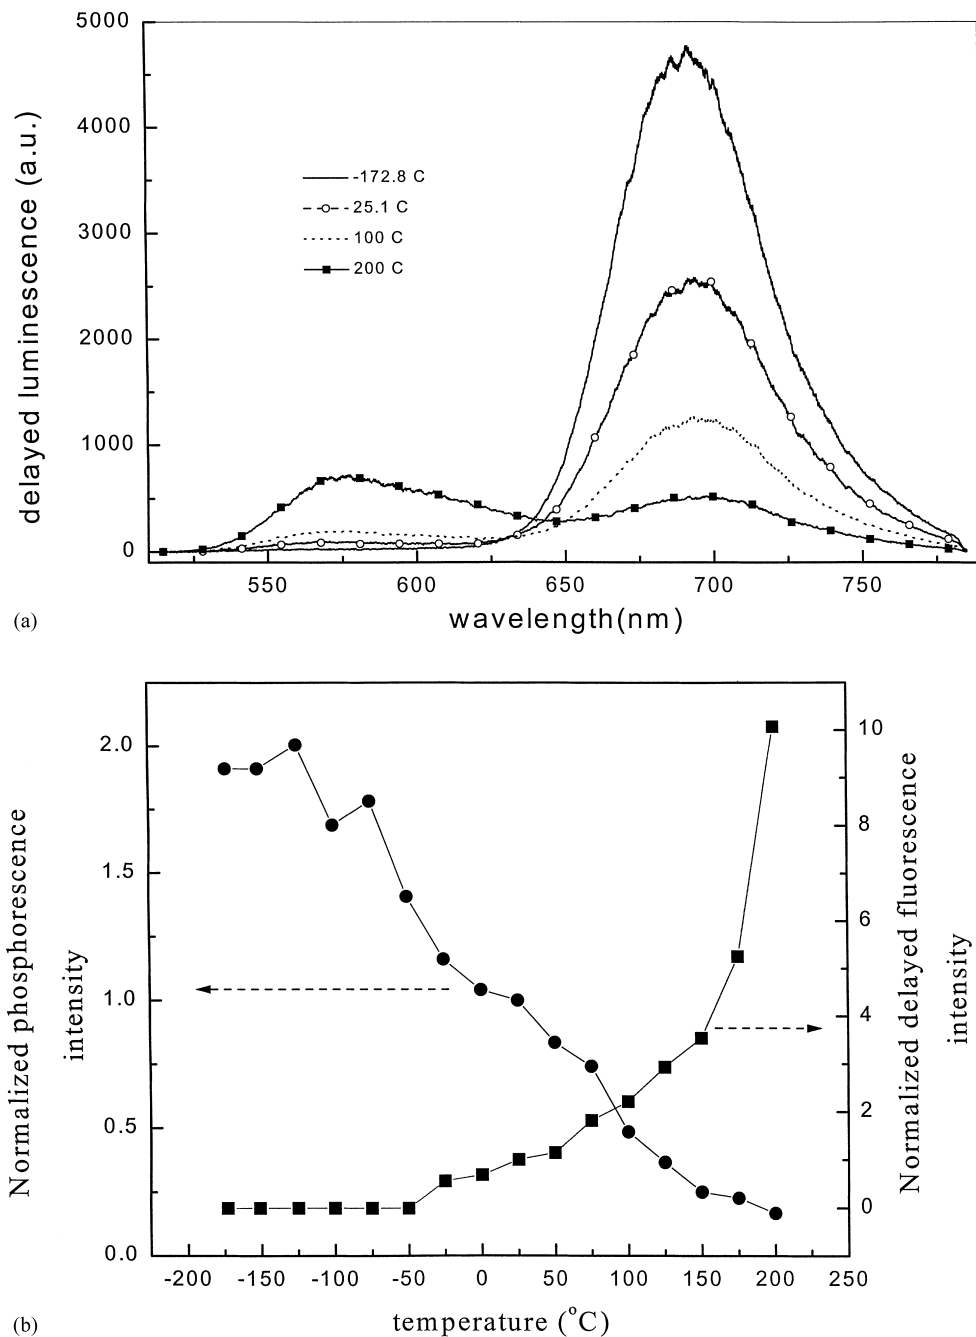 5000
4000
3000
2000
1000
0
delayed luminescence (a.u.)
-172.8 C
25.1 C
100 C
200 C
550 600 650 700 750
wavelength(nm)
(a)
2.0
1.5
1.0
0.5
0.0
Normalized phosphorescence
intensity
10
8
6
4
2
0
Normalized delayed fluorescence
intensity
-200 -150 -100 -50 0 50 100 150 200 250
temperature (°C)
(b)